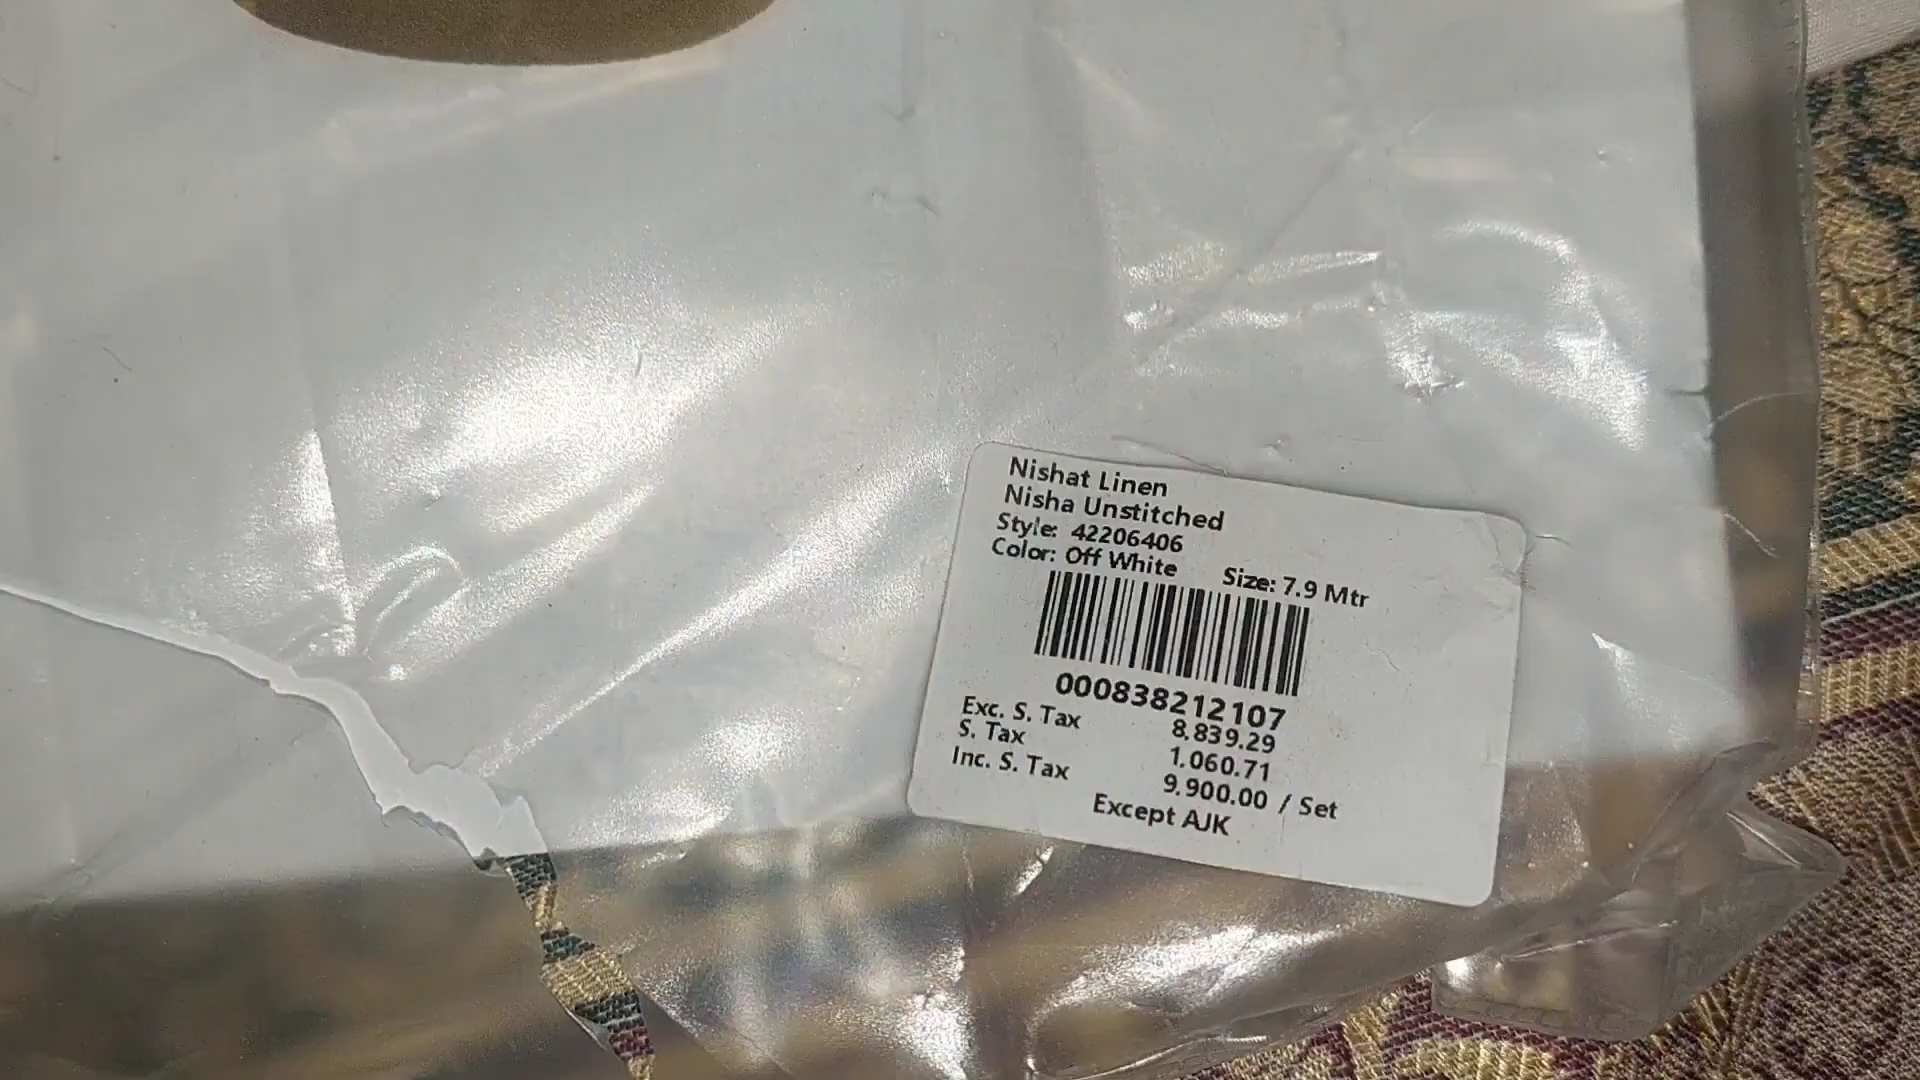 Nishat Linen
Nisha Unstitched
Style: 42206406
Color: Off White Size: 7.9 Mtr
000838212107
Exc. S. Tax 8,839.29
S. Tax 1,060.71
Inc. S. Tax 9,900.00 / Set
Except AJK